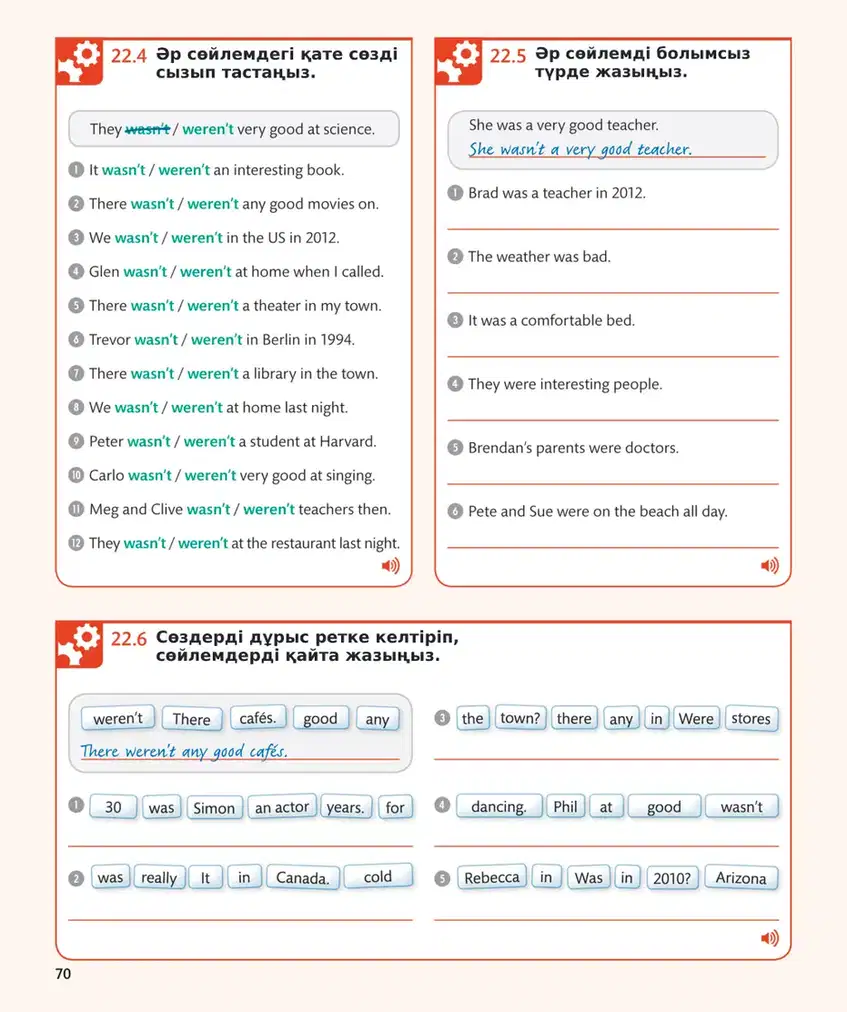 22.4 Әр сөйлемдегі қате сөзді
сызып тастаңыз.
They wasn't / weren't very good at science.
1 It wasn't / weren't an interesting book.
2 There wasn't / weren't any good movies on.
3 We wasn't / weren't in the US in 2012.
4 Glen wasn't / weren't at home when I called.
5 There wasn't / weren't a theater in my town.
6 Trevor wasn't / weren't in Berlin in 1994.
7 There wasn't / weren't a library in the town.
8 We wasn't / weren't at home last night.
9 Peter wasn't / weren't a student at Harvard.
10 Carlo wasn't / weren't very good at singing.
11 Meg and Clive wasn't / weren't teachers then.
12 They wasn't / weren't at the restaurant last night.
22.5 Әр сөйлемді болымсыз
түрде жазыңыз.
She was a very good teacher.
She wasn't a very good teacher.
1 Brad was a teacher in 2012.
2 The weather was bad.
3 It was a comfortable bed.
4 They were interesting people.
5 Brendan's parents were doctors.
6 Pete and Sue were on the beach all day.
22.6 Сөздерді дұрыс ретке келтіріп,
сөйлемдерді қайта жазыңыз.
weren't There cafés. good any
There weren't any good cafés.
1 30 was Simon an actor years. for
2 was really It in Canada. cold
3 the town? there any in Were stores
4 dancing. Phil at good wasn't
5 Rebecca in Was in 2010? Arizona
70